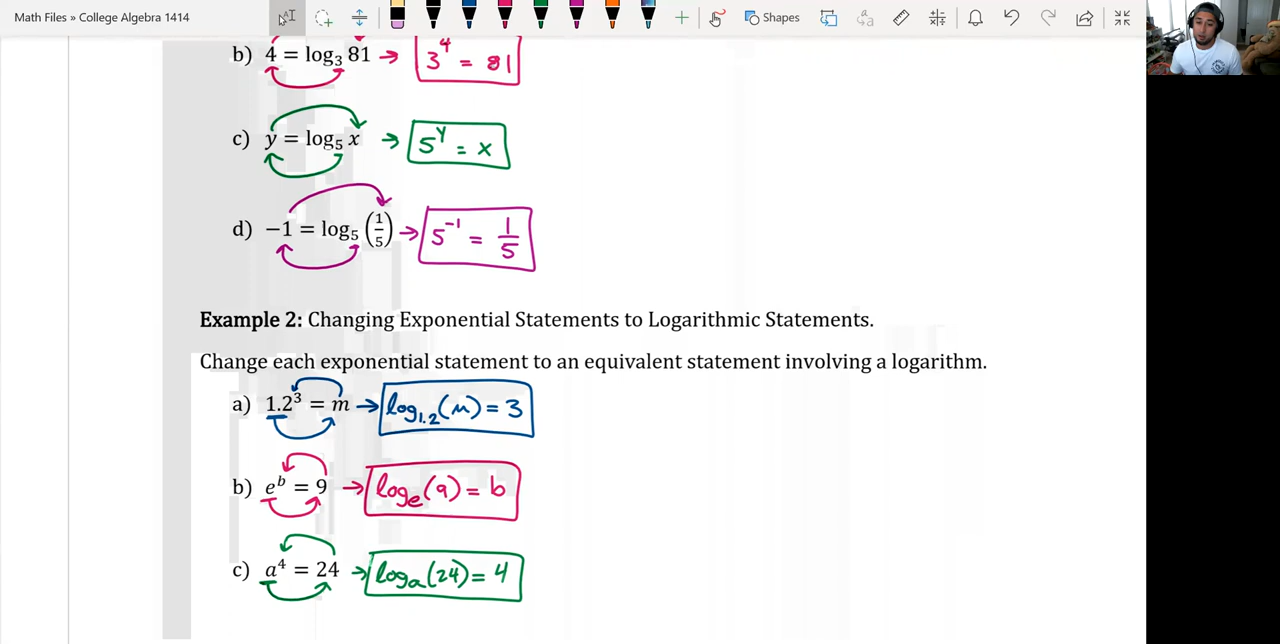 Math Files » College Algebra 1414
Shapes
b) 4 = log₃ 81 → 3⁴ = 81
c) y = log₅ x → 5^y = x
d) −1 = log₅ (1/5) → 5⁻¹ = 1/5
Example 2: Changing Exponential Statements to Logarithmic Statements.
Change each exponential statement to an equivalent statement involving a logarithm.
a) 1.2³ = m → log₁.₂(m) = 3
b) e^b = 9 → logₑ(9) = b
c) a⁴ = 24 → logₐ(24) = 4